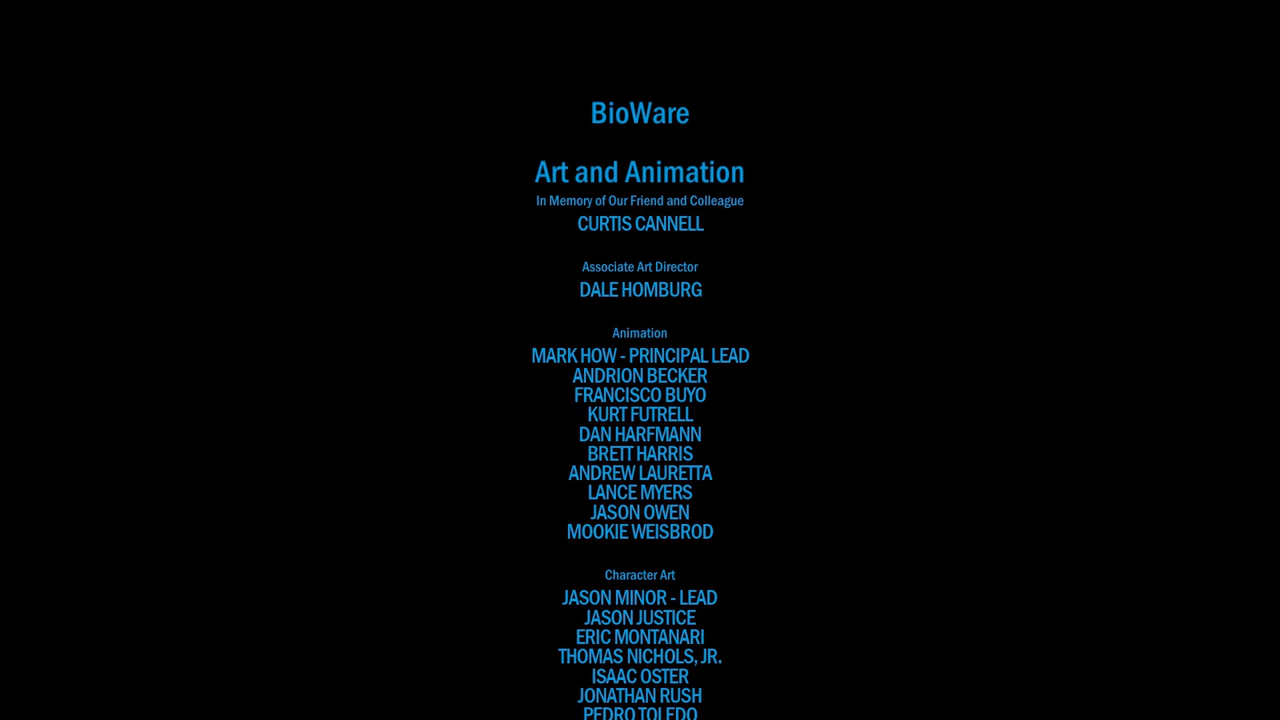 BioWare
Art and Animation
In Memory of Our Friend and Colleague
CURTIS CANNELL
Associate Art Director
DALE HOMBURG
Animation
MARK HOW - PRINCIPAL LEAD
ANDRION BECKER
FRANCISCO BUYO
KURT FUTRELL
DAN HARFMANN
BRETT HARRIS
ANDREW LAURETTA
LANCE MYERS
JASON OWEN
MOOKIE WEISBROD
Character Art
JASON MINOR - LEAD
JASON JUSTICE
ERIC MONTANARI
THOMAS NICHOLS, JR.
ISAAC OSTER
JONATHAN RUSH
PEDRO TOLEDO